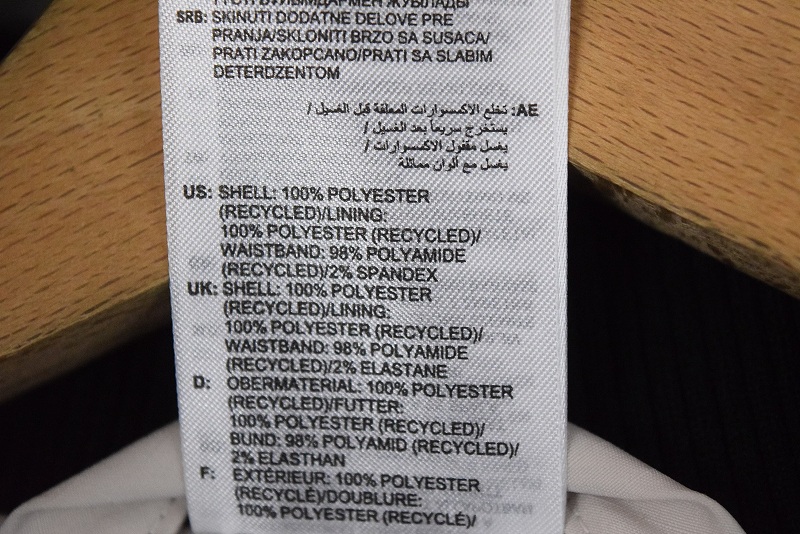 SRB: SKINUTI DODATNE DELOVE PRE
PRANJA/SKLONITI BRZO SA SUSACA/
PRATI ZAKOPCANO/PRATI SA SLABIM
DETERDZENTOM
AE: تخلع الاكسسوارات المعلقة قبل الغسيل /
يستخرج سريعاً بعد الغسيل /
يغسل مقفول الاكسسوارات /
يغسل مع ألوان مماثلة
US: SHELL: 100% POLYESTER
(RECYCLED)/LINING:
100% POLYESTER (RECYCLED)/
WAISTBAND: 98% POLYAMIDE
(RECYCLED)/2% SPANDEX
UK: SHELL: 100% POLYESTER
(RECYCLED)/LINING:
100% POLYESTER (RECYCLED)/
WAISTBAND: 98% POLYAMIDE
(RECYCLED)/2% ELASTANE
D: OBERMATERIAL: 100% POLYESTER
(RECYCLED)/FUTTER:
100% POLYESTER (RECYCLED)/
BUND: 98% POLYAMID (RECYCLED)/
2% ELASTHAN
F: EXTÉRIEUR: 100% POLYESTER
(RECYCLÉ)/DOUBLURE:
100% POLYESTER (RECYCLÉ)/